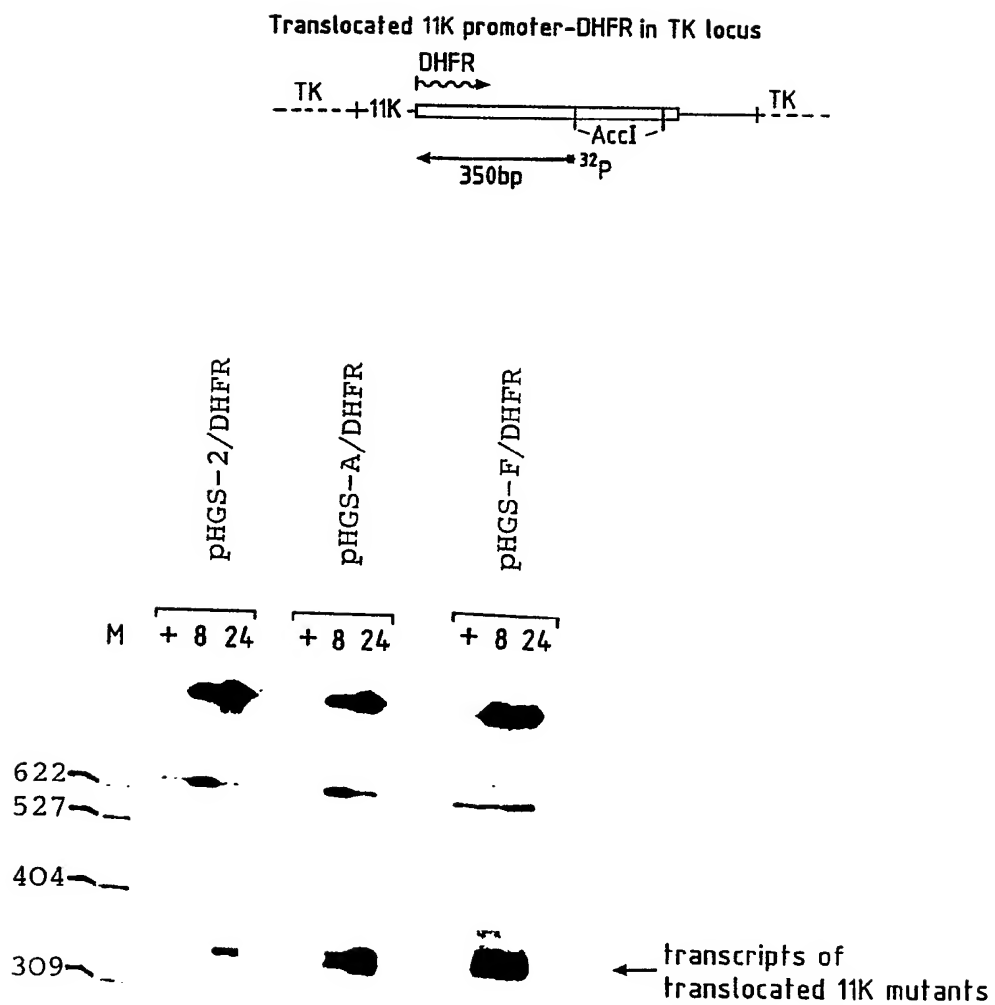 Translocated 11K promoter-DHFR in TK locus
DHFR
TK
11K
TK
AccI
350bp
32P
pHGS-2/DHFR
pHGS-A/DHFR
pHGS-F/DHFR
M + 8 24 + 8 24 + 8 24
622
527
404
309
transcripts of
translocated 11K mutants